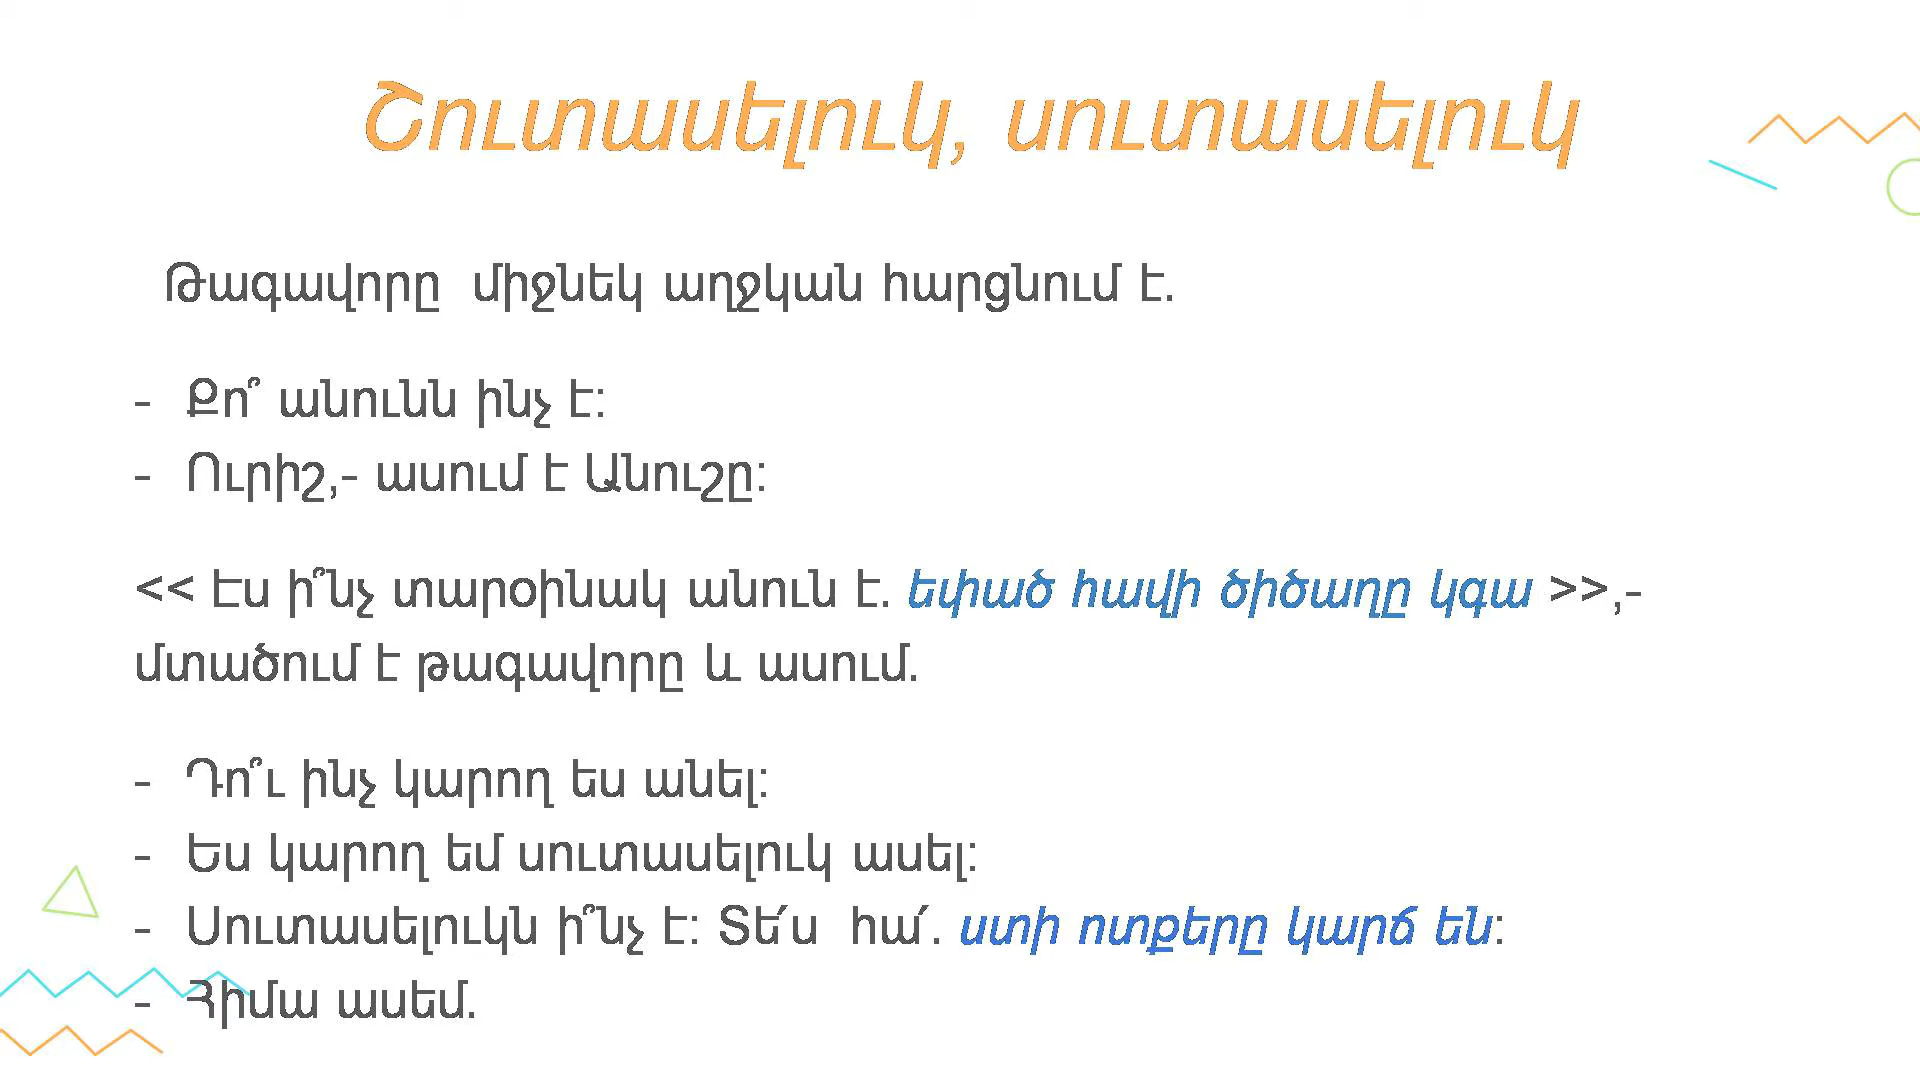 Շուտասելուկ, սուտասելուկ
Թագավորը միջնեկ աղջկան հարցնում է.
- Քո՞ անունն ինչ է:
- Ուրիշ,- ասում է Անուշը:
<< Էս ի՞նչ տարօինակ անուն է. եփած հավի ծիծաղը կգա >>,-
մտածում է թագավորը և ասում.
- Դո՞ւ ինչ կարող ես անել:
- Ես կարող եմ սուտասելուկ ասել:
- Սուտասելուկն ի՞նչ է: Տե՛ս հա՛. ստի ոտքերը կարճ են:
- Հիմա ասեմ.